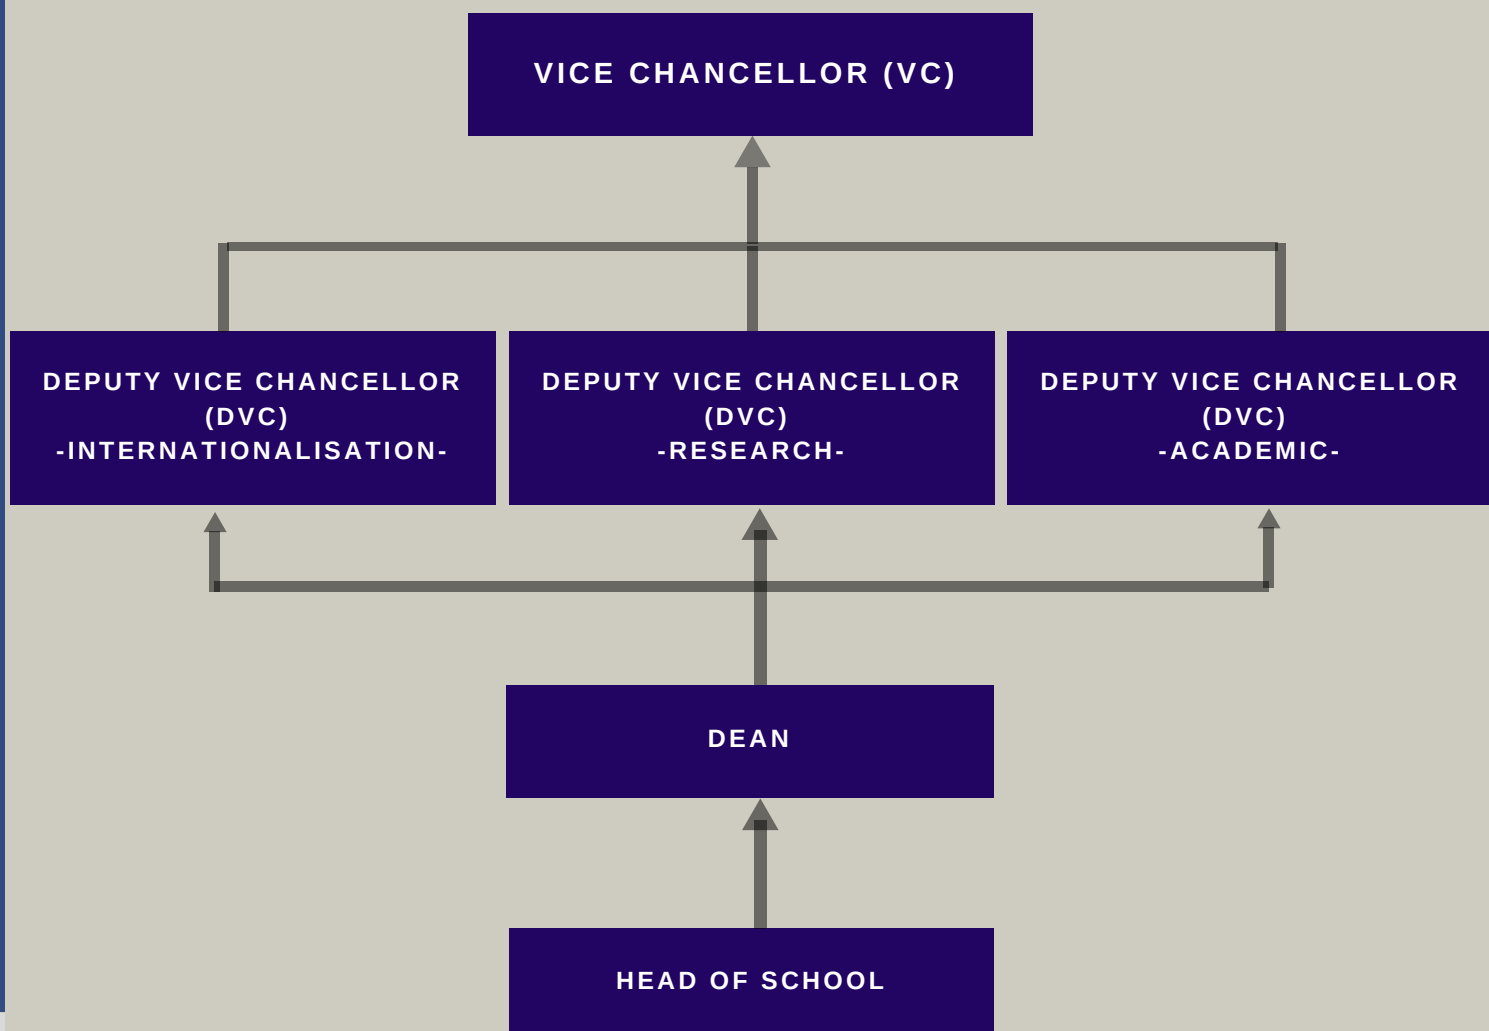 VICE CHANCELLOR (VC)
DEPUTY VICE CHANCELLOR
(DVC)
-INTERNATIONALISATION-
DEPUTY VICE CHANCELLOR
(DVC)
-RESEARCH-
DEPUTY VICE CHANCELLOR
(DVC)
-ACADEMIC-
DEAN
HEAD OF SCHOOL